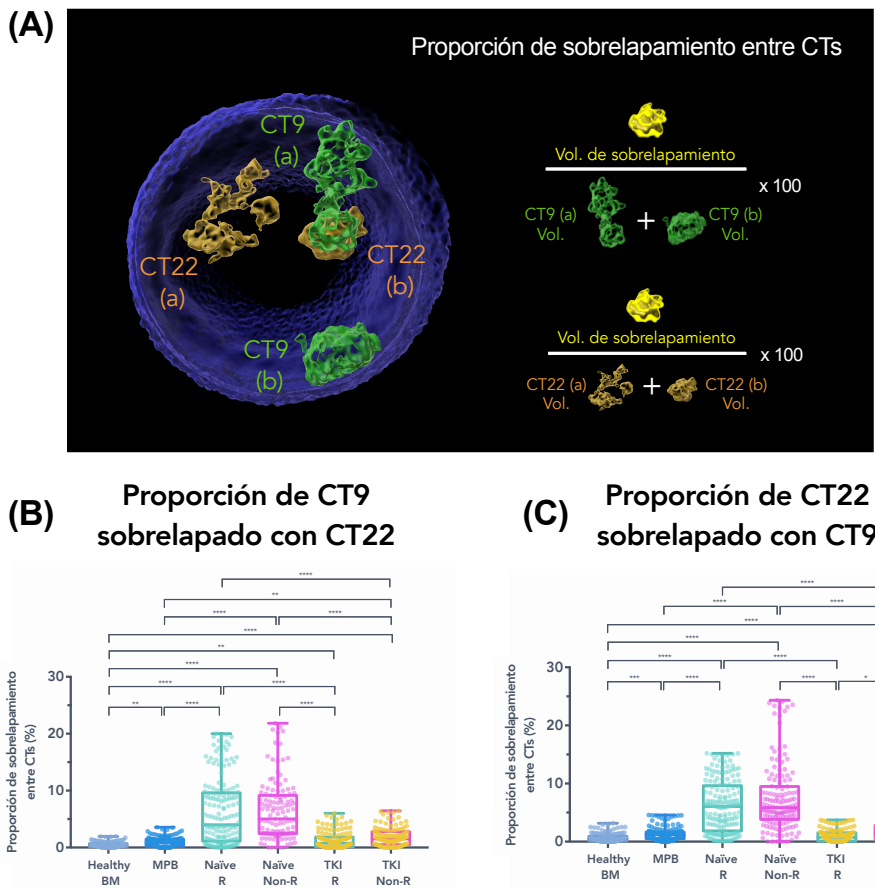 (A)
Proporción de sobrelapamiento entre CTs
CT9
(a)
CT22
(a)
CT22
(b)
CT9
(b)
Vol. de sobrelapamiento
x 100
CT9 (a)
Vol.
+
CT9 (b)
Vol.
Vol. de sobrelapamiento
x 100
CT22 (a)
Vol.
+
CT22 (b)
Vol.
(B)
Proporción de CT9
sobrelapado con CT22
****
**
****
****
****
**
****
****
****
**
****
****
Proporción de sobrelapamiento
entre CTs (%)
30
20
10
0
Healthy
BM
MPB
Naïve
R
Naïve
Non-R
TKI
R
TKI
Non-R
(C)
Proporción de CT22
sobrelapado con CT9
****
****
****
****
****
****
****
***
****
****
*
Proporción de sobrelapamiento
entre CTs (%)
30
20
10
0
Healthy
BM
MPB
Naïve
R
Naïve
Non-R
TKI
R